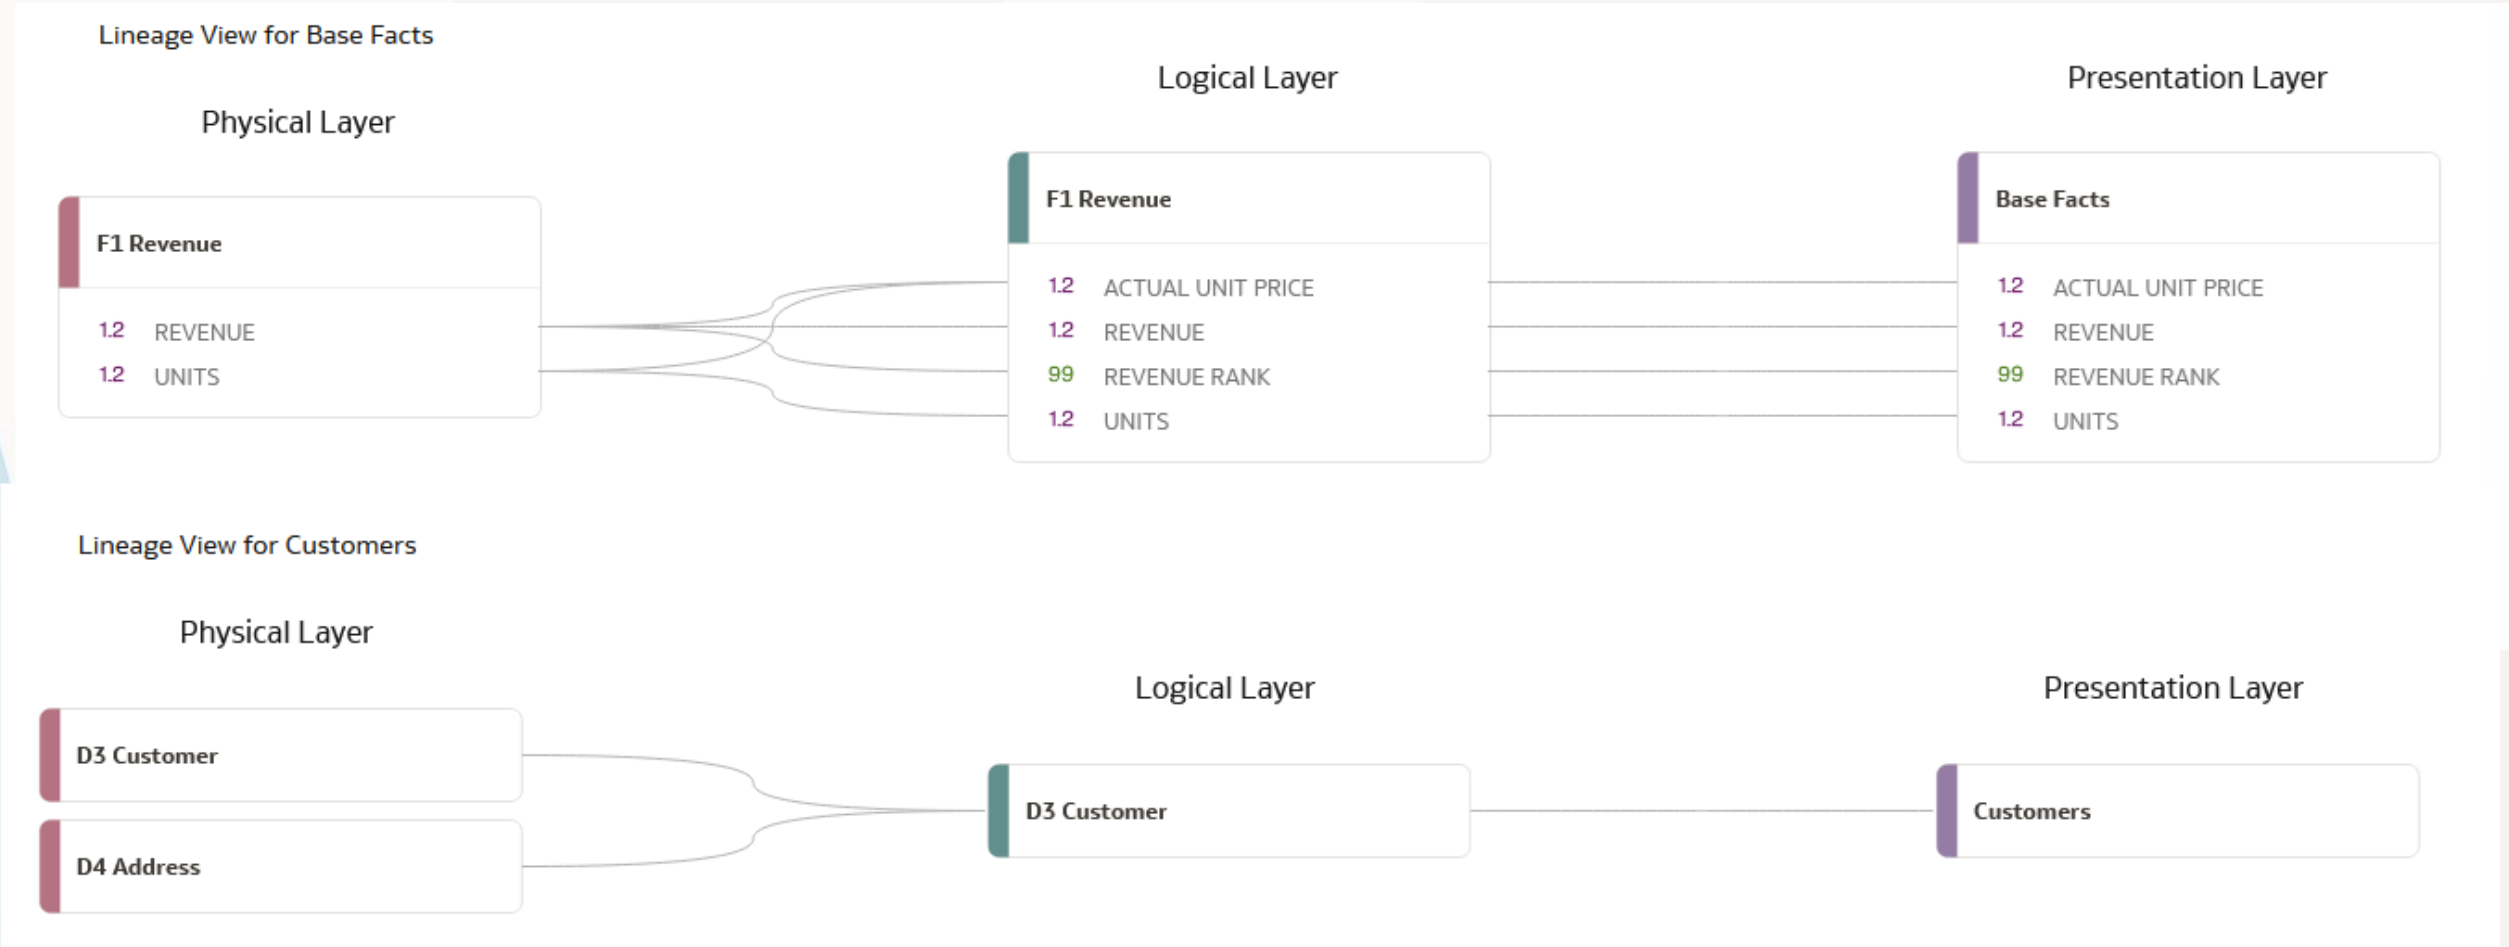 Lineage View for Base Facts
Physical Layer
Logical Layer
Presentation Layer
F1 Revenue
1.2 REVENUE
1.2 UNITS
F1 Revenue
1.2 ACTUAL UNIT PRICE
1.2 REVENUE
99 REVENUE RANK
1.2 UNITS
Base Facts
1.2 ACTUAL UNIT PRICE
1.2 REVENUE
99 REVENUE RANK
1.2 UNITS
Lineage View for Customers
Physical Layer
Logical Layer
Presentation Layer
D3 Customer
D4 Address
D3 Customer
Customers